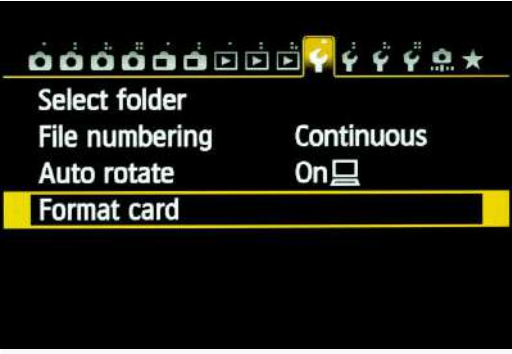 Select folder
File numbering Continuous
Auto rotate On
Format card